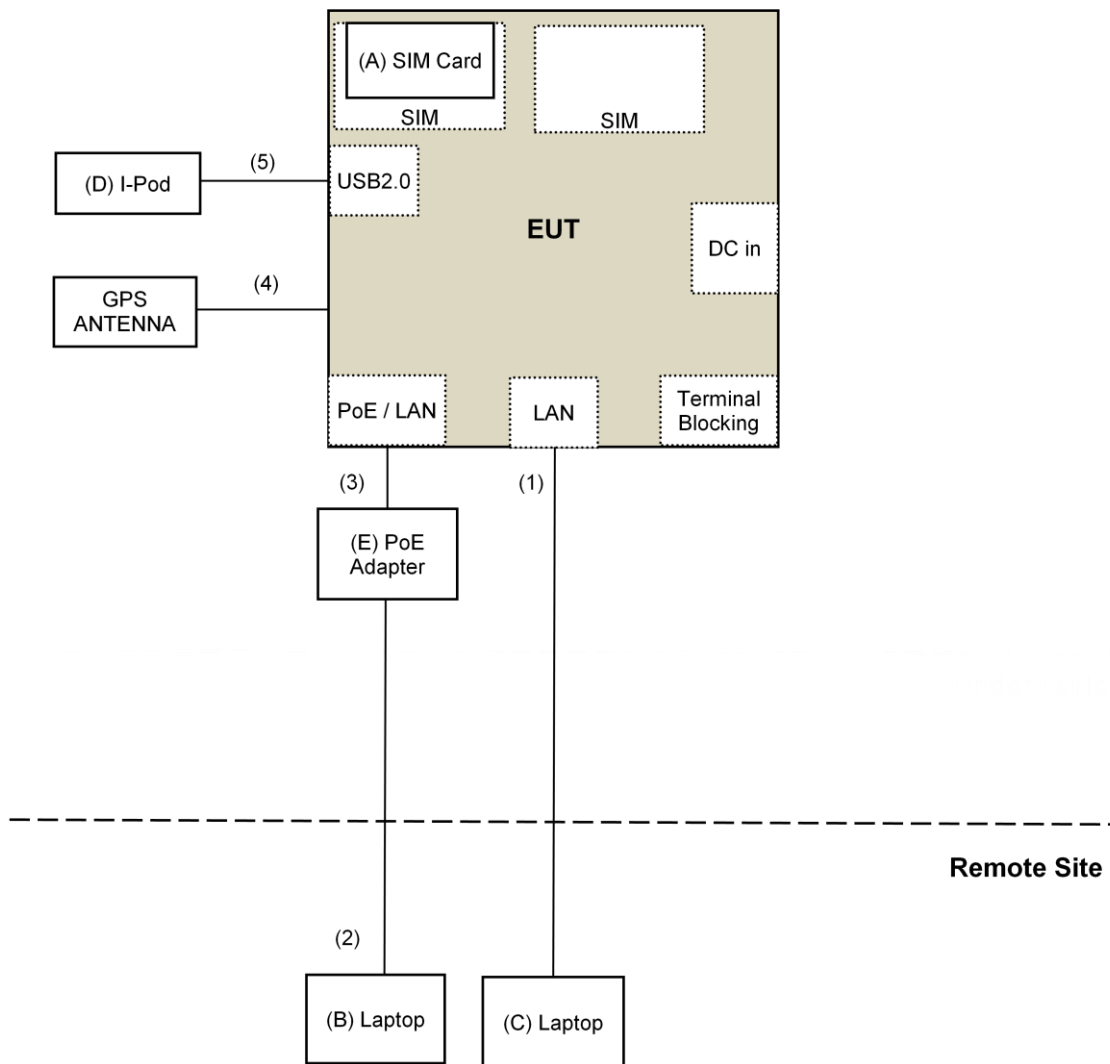 (A) SIM Card
SIM
SIM
(5)
(D) I-Pod
USB2.0
EUT
DC in
(4)
GPS
ANTENNA
PoE / LAN
LAN
Terminal
Blocking
(3)
(1)
(E) PoE
Adapter
Remote Site
(2)
(B) Laptop
(C) Laptop